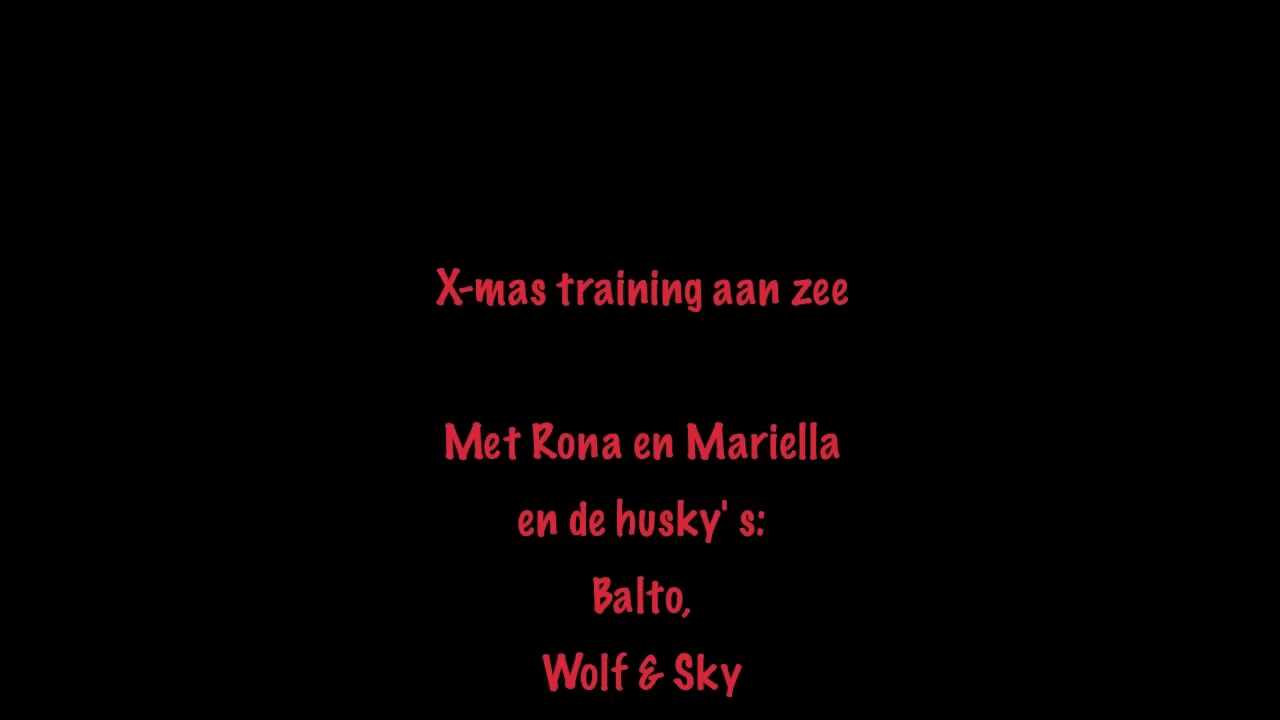 X-mas training aan zee
Met Rona en Mariella
en de husky' s:
Balto,
Wolf & Sky